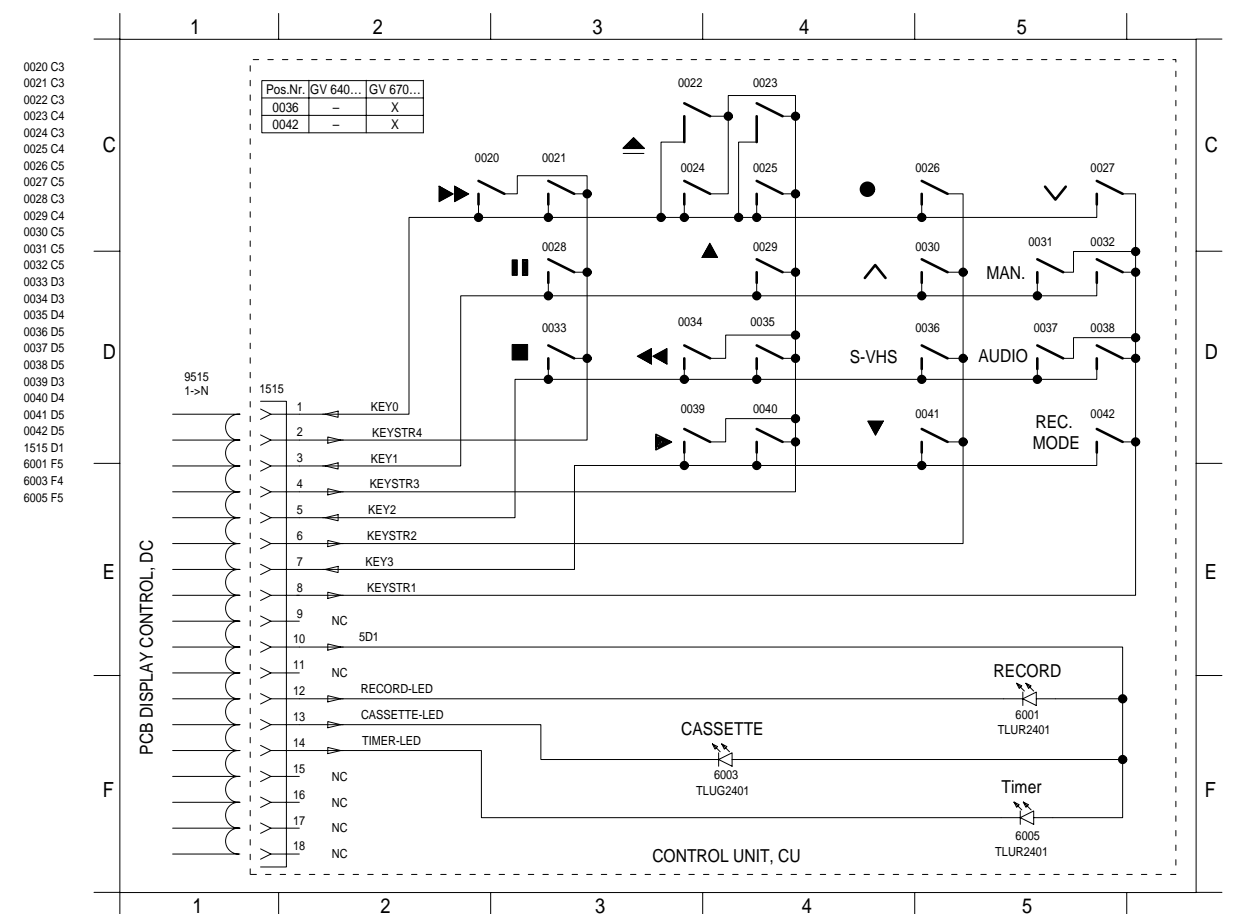 1 2 3 4 5
0020 C3
0021 C3
0022 C3
0023 C4
0024 C3
0025 C4
0026 C5
0027 C5
0028 C3
0029 C4
0030 C5
0031 C5
0032 C5
0033 D3
0034 D3
0035 D4
0036 D5
0037 D5
0038 D5
0039 D3
0040 D4
0041 D5
0042 D5
1515 D1
6001 F5
6003 F4
6005 F5
Pos.Nr. GV 640... GV 670...
0036 – X
0042 – X
0022 0023
C C
0020 0021 0024 0025 0026 0027
0028 0029 0030 0031 0032
MAN.
0033 0034 0035 0036 0037 0038
D D
S-VHS AUDIO
9515
1->N
1515
0039 0040 0041 0042
REC.
MODE
1 KEY0
2 KEYSTR4
3 KEY1
4 KEYSTR3
5 KEY2
6 KEYSTR2
7 KEY3
E E
8 KEYSTR1
9 NC
10 5D1
11 NC
PCB DISPLAY CONTROL, DC
RECORD
12 RECORD-LED
6001
TLUR2401
13 CASSETTE-LED
CASSETTE
14 TIMER-LED
6003
TLUG2401
15 NC
F F
Timer
16 NC
17 NC
6005
TLUR2401
18 NC
CONTROL UNIT, CU
1 2 3 4 5